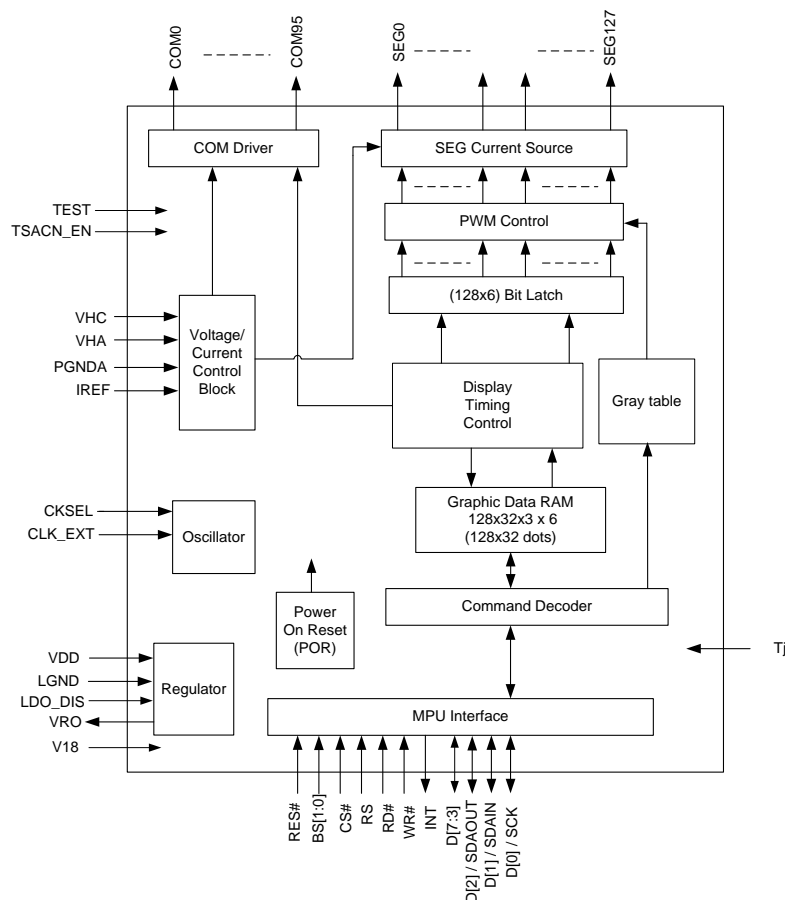 COM0
COM95
SEG0
SEG127
COM Driver
SEG Current Source
TEST
TSACN_EN
PWM Control
(128x6) Bit Latch
VHC
VHA
PGNDA
IREF
Voltage/
Current
Control
Block
Display
Timing
Control
Gray table
CKSEL
CLK_EXT
Oscillator
Graphic Data RAM
128x32x3 x 6
(128x32 dots)
Power
On Reset
(POR)
Command Decoder
VDD
LGND
LDO_DIS
VRO
V18
Regulator
Tj
MPU Interface
RES#
BS[1:0]
CS#
RS
RD#
WR#
INT
D[7:3]
D[2] / SDAOUT
D[1] / SDAIN
D[0] / SCK